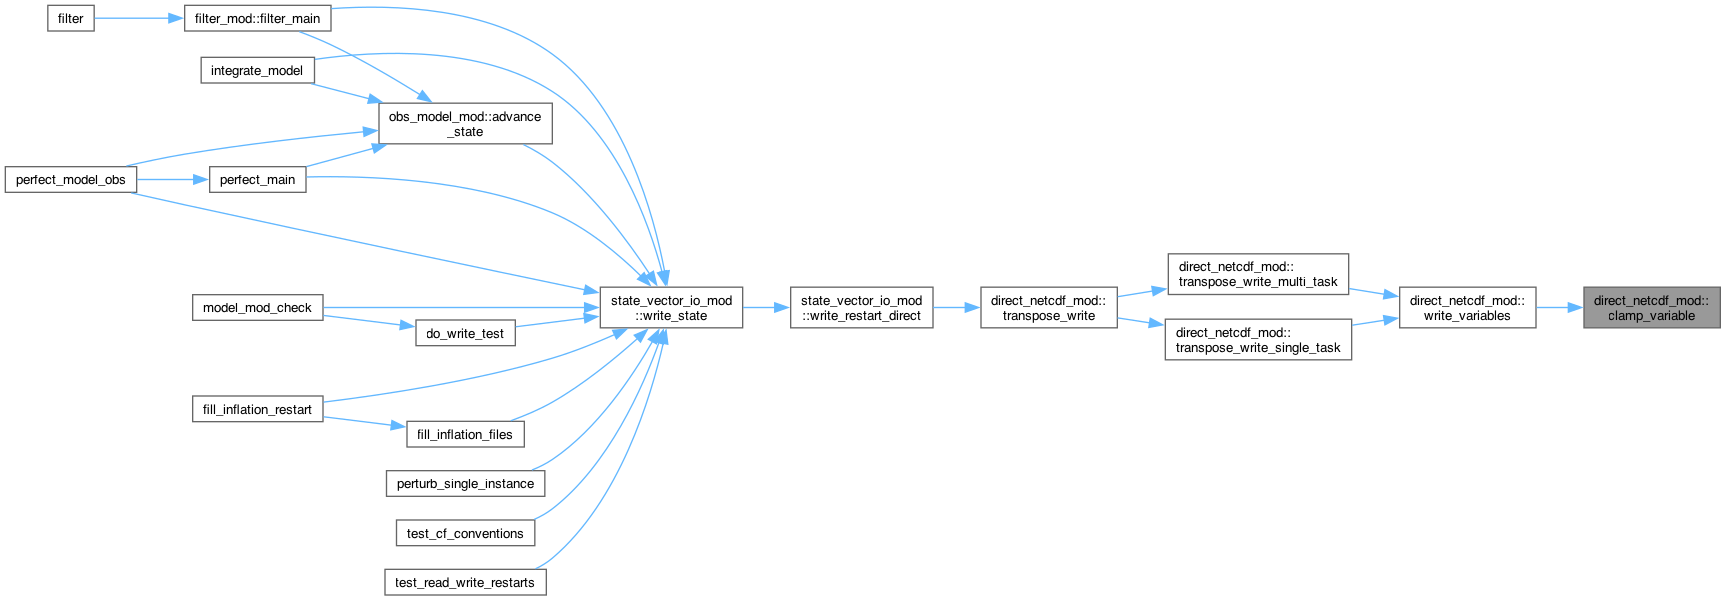 filter
filter_mod::filter_main
integrate_model
obs_model_mod::advance
_state
perfect_model_obs
perfect_main
model_mod_check
do_write_test
fill_inflation_restart
fill_inflation_files
perturb_single_instance
test_cf_conventions
test_read_write_restarts
state_vector_io_mod
::write_state
state_vector_io_mod
::write_restart_direct
direct_netcdf_mod::
transpose_write
direct_netcdf_mod::
transpose_write_multi_task
direct_netcdf_mod::
transpose_write_single_task
direct_netcdf_mod::
write_variables
direct_netcdf_mod::
clamp_variable